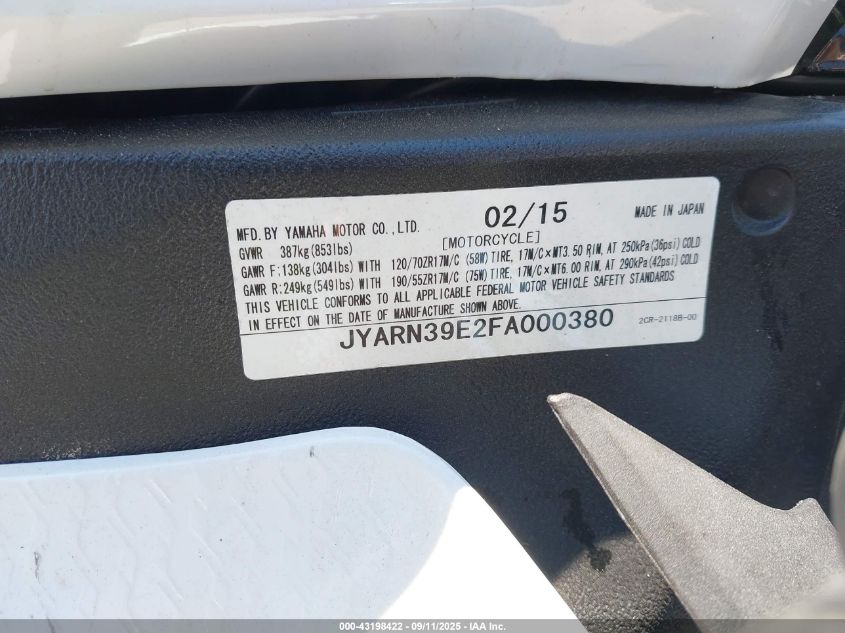 MFD. BY YAMAHA MOTOR CO., LTD. 02/15 MADE IN JAPAN
GVWR 387kg(853lbs) [MOTORCYCLE]
GAWR F:138kg(304lbs) WITH 120/70ZR17M/C (58W) TIRE, 17M/C×MT3.50 RIM, AT 250kPa(36psi) COLD
GAWR R:249kg(549lbs) WITH 190/55ZR17M/C (75W) TIRE, 17M/C×MT6.00 RIM, AT 290kPa(42psi) COLD
THIS VEHICLE CONFORMS TO ALL APPLICABLE FEDERAL MOTOR VEHICLE SAFETY STANDARDS
IN EFFECT ON THE DATE OF MANUFACTURE SHOWN ABOVE.
JYARN39E2FA000380 2CR-2118B-00
000-43198422 - 09/11/2025 - IAA Inc.